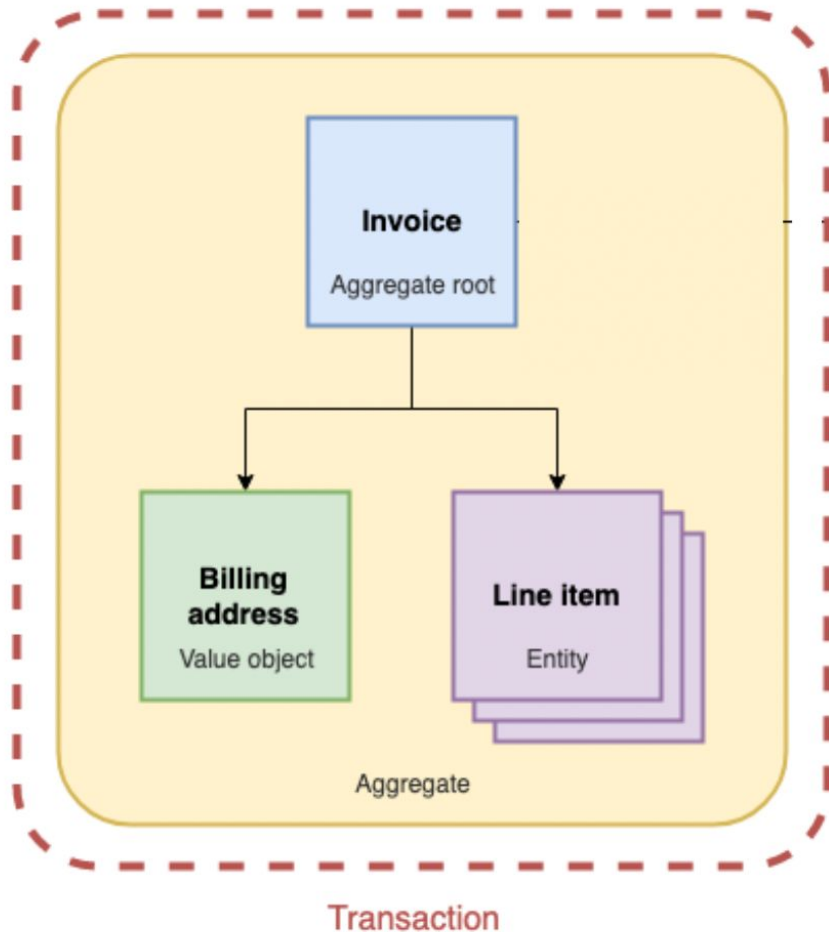 Invoice
Aggregate root
Billing
address
Value object
Line item
Entity
Aggregate
Transaction